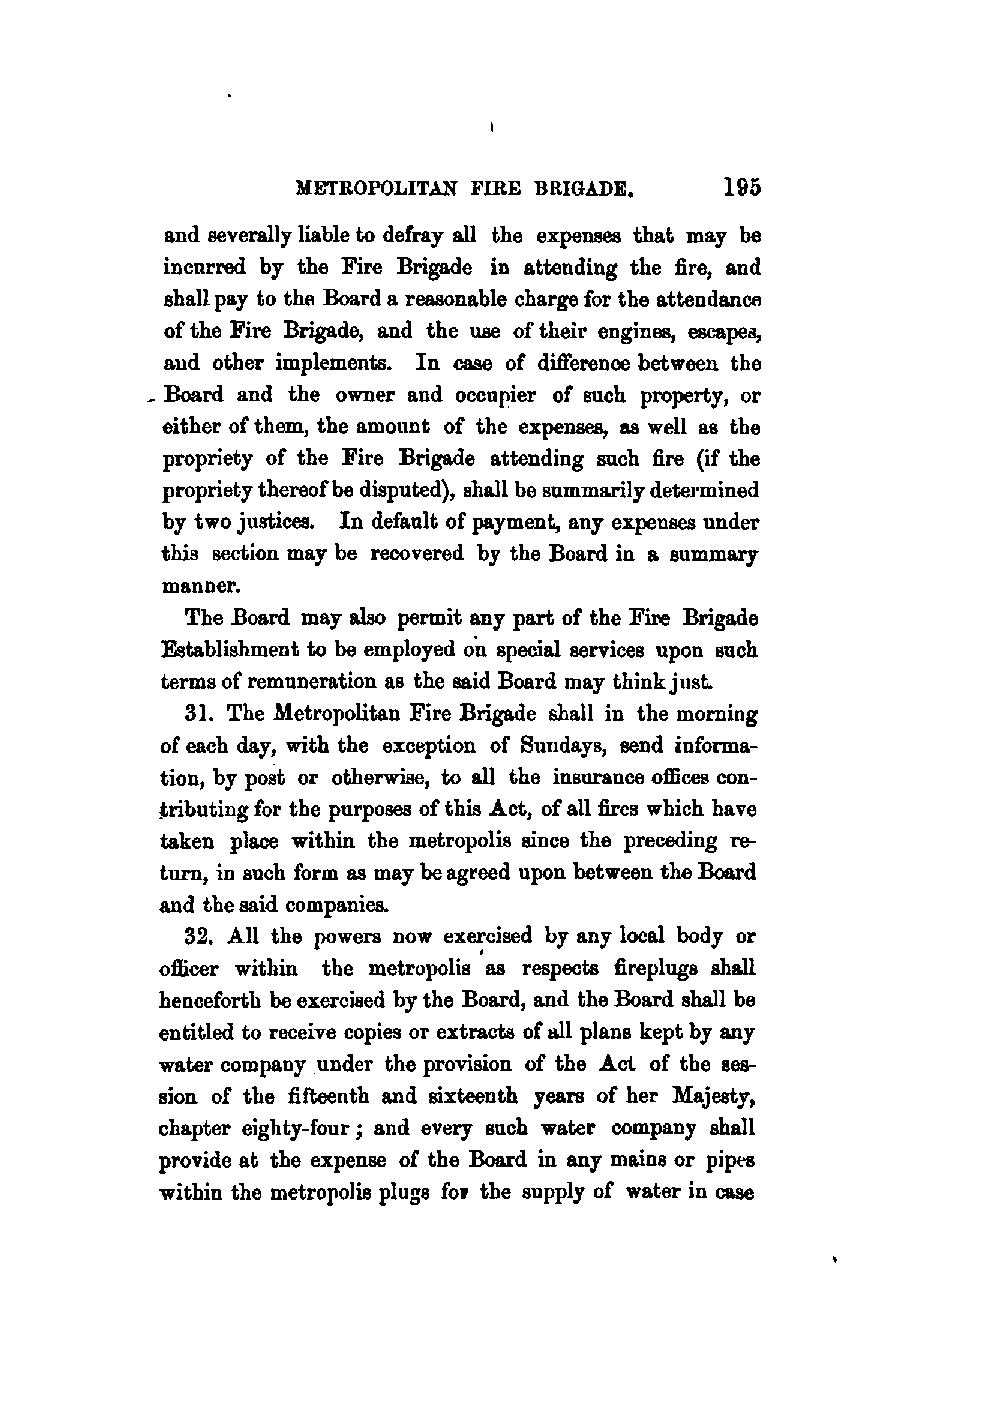 METROPOLITAN FIRE BRIGADE. 195
and severally liable to defray all the expenses that may be
incurred by the Fire Brigade in attending the fire, and
shall pay to the Board a reasonable charge for the attendance
of the Fire Brigade, and the use of their engines, escapes,
and other implements. In case of difference between the
Board and the owner and occupier of such property, or
either of them, the amount of the expenses, as well as the
propriety of the Fire Brigade attending such fire (if the
propriety thereof be disputed), shall be summarily determined
by two justices. In default of payment, any expenses under
this section may be recovered by the Board in a summary
manner.
The Board may also permit any part of the Fire Brigade
Establishment to be employed on special services upon such
terms of remuneration as the said Board may think just.
31. The Metropolitan Fire Brigade shall in the morning
of each day, with the exception of Sundays, send informa-
tion, by post or otherwise, to all the insurance offices con-
tributing for the purposes of this Act, of all fires which have
taken place within the metropolis since the preceding re-
turn, in such form as may be agreed upon between the Board
and the said companies.
32. All the powers now exercised by any local body or
officer within the metropolis as respects fireplugs shall
henceforth be exercised by the Board, and the Board shall be
entitled to receive copies or extracts of all plans kept by any
water company under the provision of the Act of the ses-
sion of the fifteenth and sixteenth years of her Majesty,
chapter eighty-four; and every such water company shall
provide at the expense of the Board in any mains or pipes
within the metropolis plugs for the supply of water in case